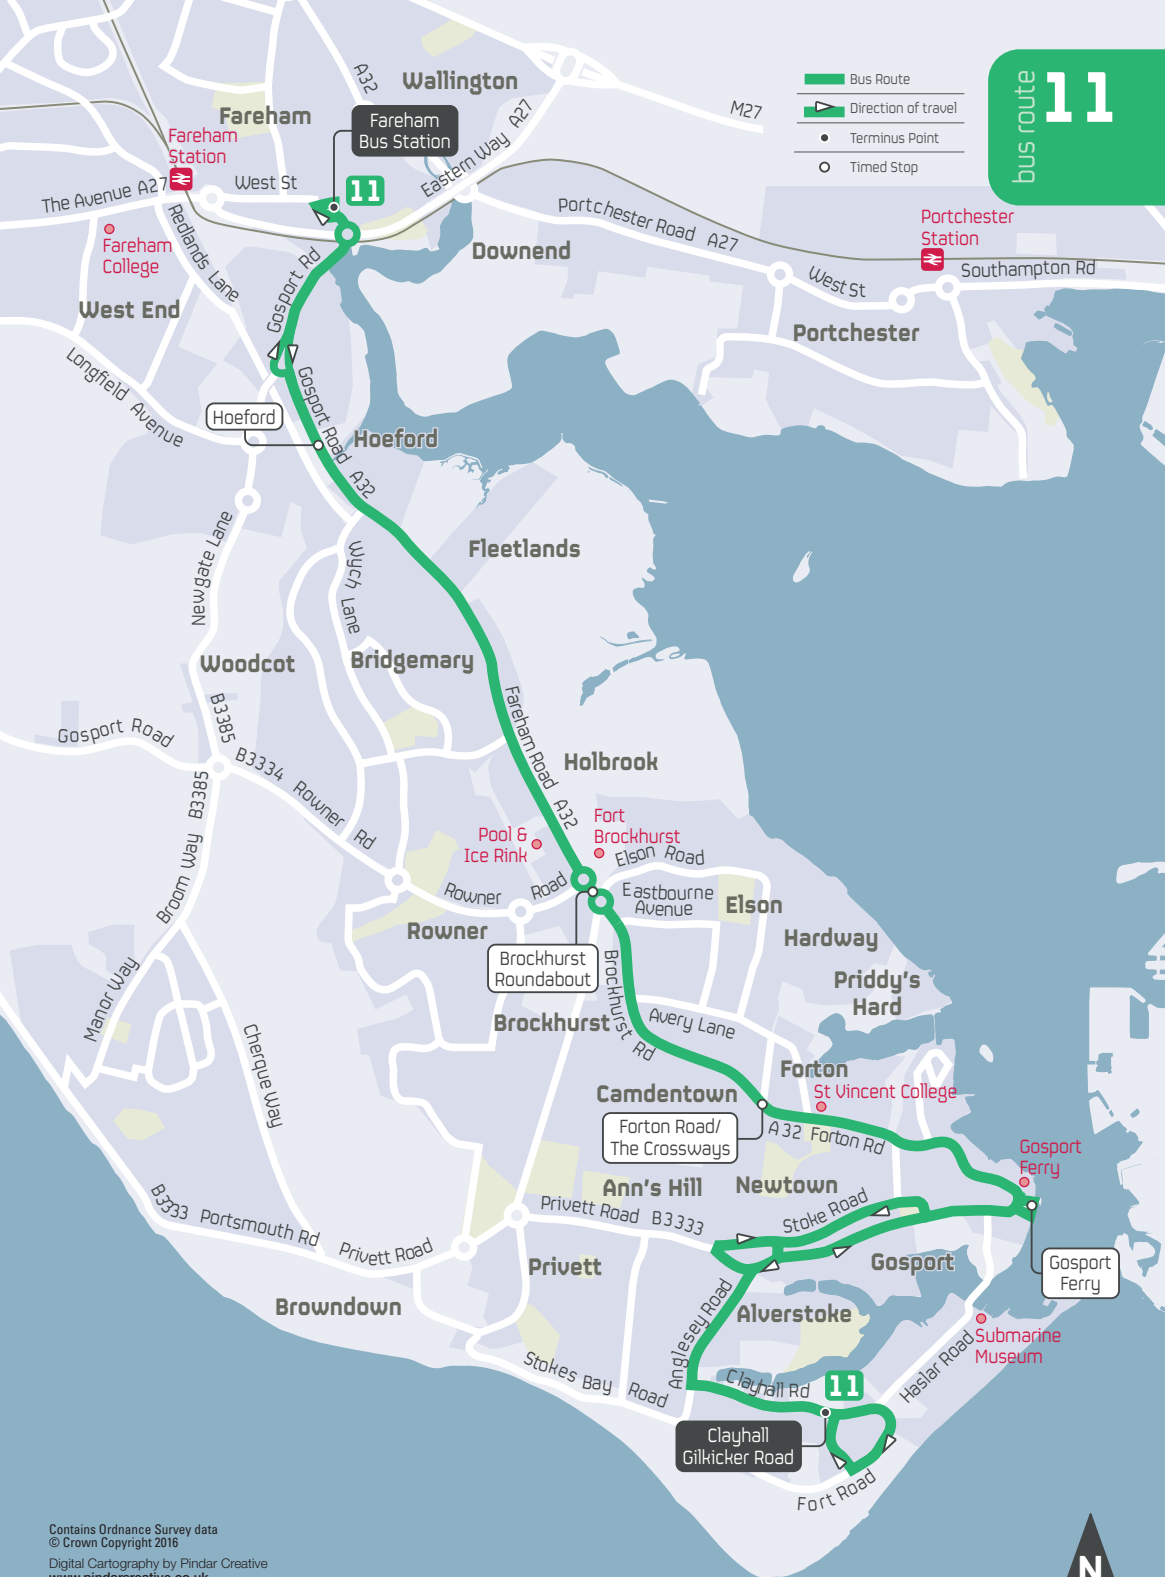 bus route 11
Bus Route
Direction of travel
Terminus Point
Timed Stop
A32
Wallington
M27
Fareham
Fareham
Bus Station
Eastern Way A27
Fareham
Station
West St
11
The Avenue A27
Redlands Lane
Fareham
College
Gosport Rd
Downend
Portchester Road A27
Portchester
Station
West St
Southampton Rd
Portchester
West End
Longfield Avenue
Hoeford
Gosport Road A32
Hoeford
Newgate Lane
Wych Lane
Fleetlands
Woodcot
Bridgemary
B3385
Gosport Road
B3334 Rowner Rd
Fareham Road A32
Holbrook
Broom Way B3385
Pool &
Ice Rink
Fort
Brockhurst
Elson Road
Rowner Road
Eastbourne
Avenue
Elson
Rowner
Hardway
Brockhurst
Roundabout
Priddy's
Hard
Manor Way
Brockhurst
Brockhurst Rd
Avery Lane
Cherque Way
Forton
St Vincent College
Camdentown
Forton Road/
The Crossways
A32 Forton Rd
Gosport
Ferry
Ann's Hill
Newtown
B3333 Portsmouth Rd
Privett Road B3333
Stoke Road
Privett Road
Privett
Gosport
Gosport
Ferry
Browndown
Anglesey Road
Alverstoke
Submarine
Museum
Haslar Road
Stokes Bay Road
Clayhall Rd
11
Clayhall
Gilkicker Road
Fort Road
Contains Ordnance Survey data
© Crown Copyright 2016
Digital Cartography by Pindar Creative
www.pindarcreative.co.uk
N